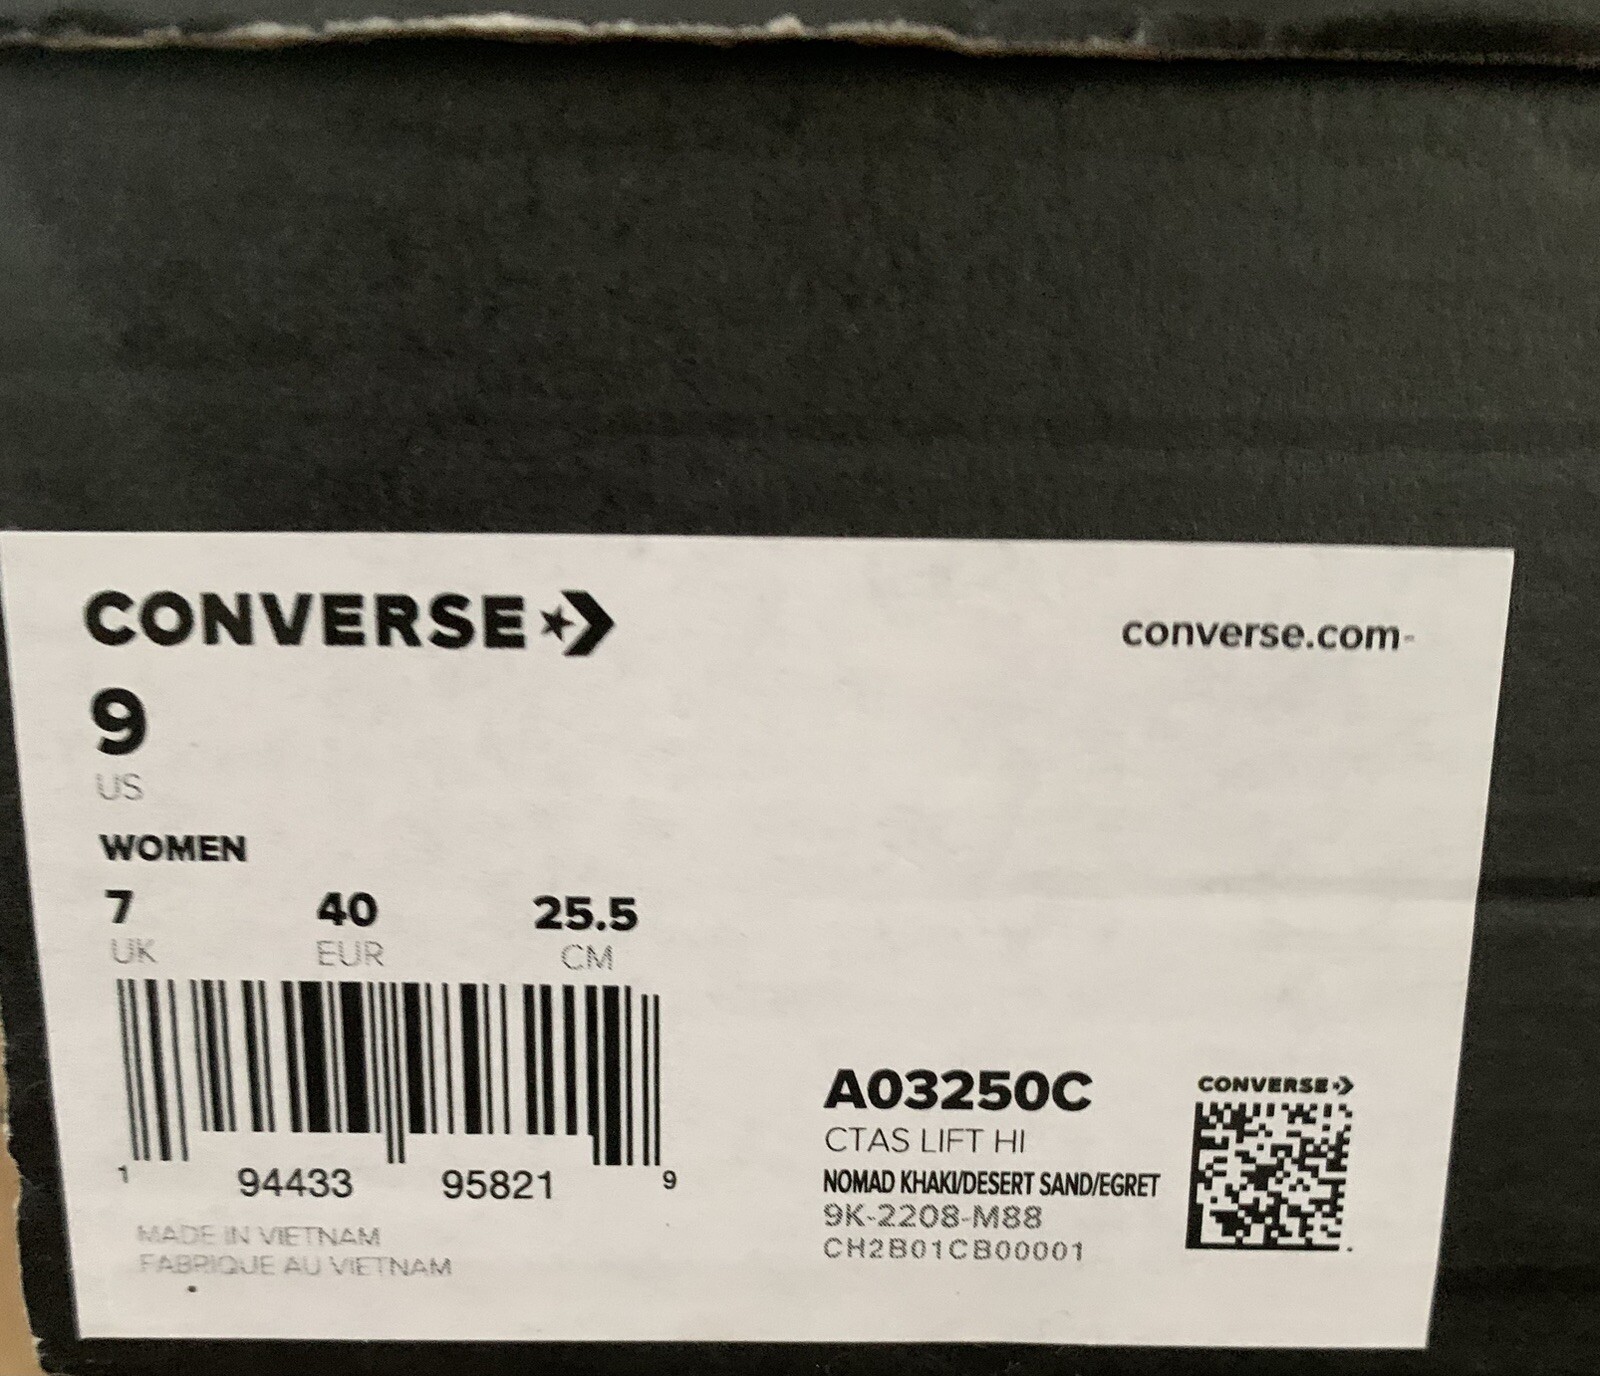 CONVERSE
converse.com
9
US
WOMEN
7 40 25.5
UK EUR CM
1 94433 95821 9
MADE IN VIETNAM
FABRIQUE AU VIETNAM
A03250C
CTAS LIFT HI
NOMAD KHAKI/DESERT SAND/EGRET
9K-2208-M88
CH2B01CB00001
CONVERSE